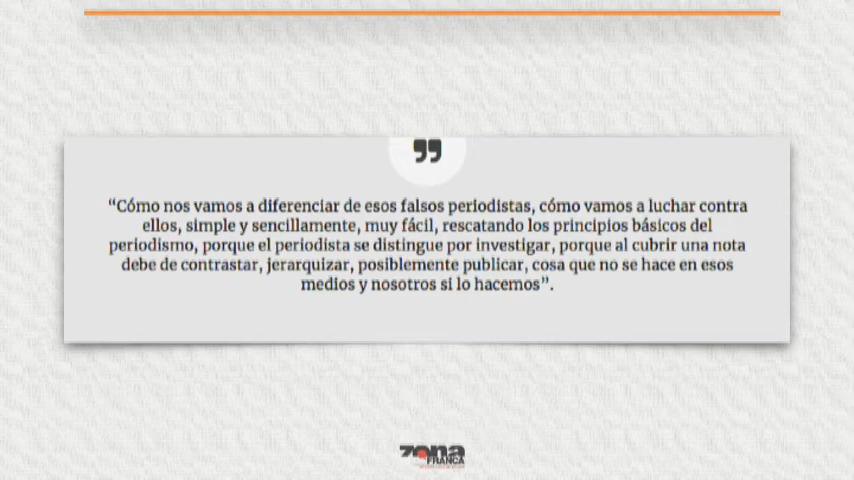 “Cómo nos vamos a diferenciar de esos falsos periodistas, cómo vamos a luchar contra
ellos, simple y sencillamente, muy fácil, rescatando los principios básicos del
periodismo, porque el periodista se distingue por investigar, porque al cubrir una nota
debe de contrastar, jerarquizar, posiblemente publicar, cosa que no se hace en esos
medios y nosotros si lo hacemos”.
zona
FRANCA